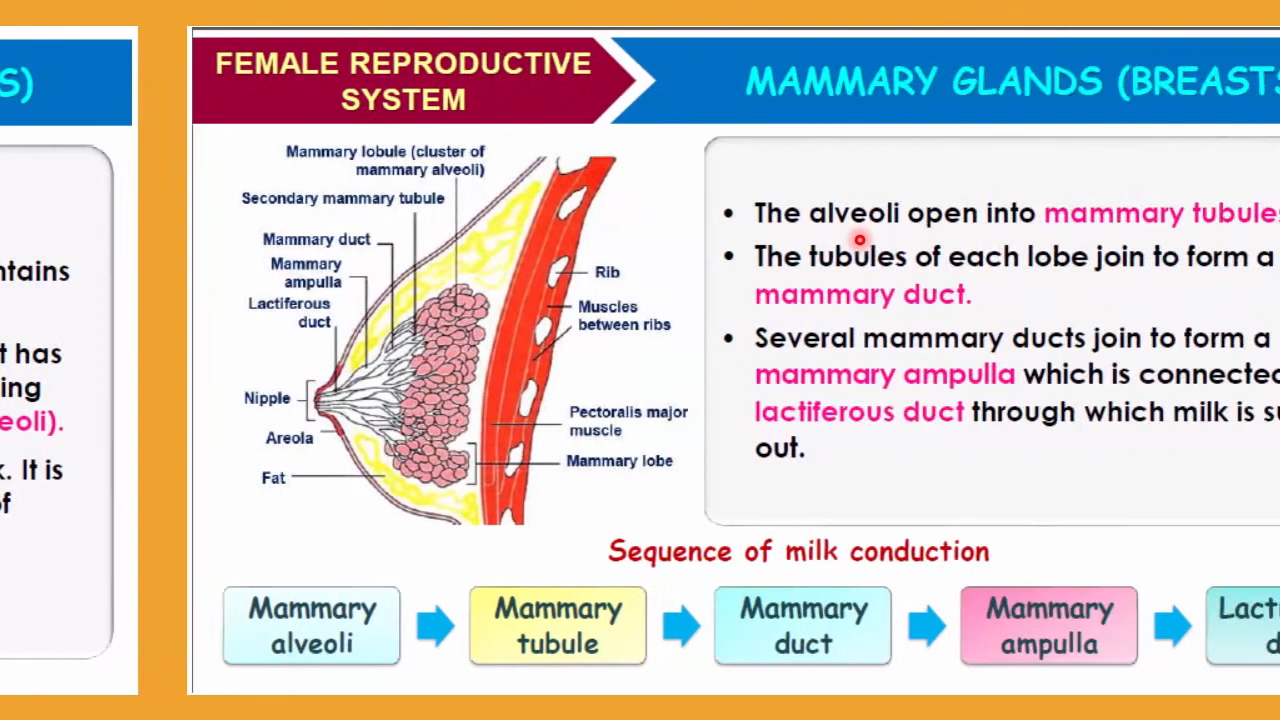 S)
ntains
t has
ing
eoli).
k. It is
of
FEMALE REPRODUCTIVE
SYSTEM
MAMMARY GLANDS (BREASTS
Mammary lobule (cluster of
mammary alveoli)
Secondary mammary tubule
Mammary duct
Mammary
ampulla
Lactiferous
duct
Nipple
Areola
Fat
Rib
Muscles
between ribs
Pectoralis major
muscle
Mammary lobe
• The alveoli open into mammary tubules
• The tubules of each lobe join to form a
mammary duct.
• Several mammary ducts join to form a
mammary ampulla which is connected
lactiferous duct through which milk is su
out.
Sequence of milk conduction
Mammary
alveoli
Mammary
tubule
Mammary
duct
Mammary
ampulla
Lact
d